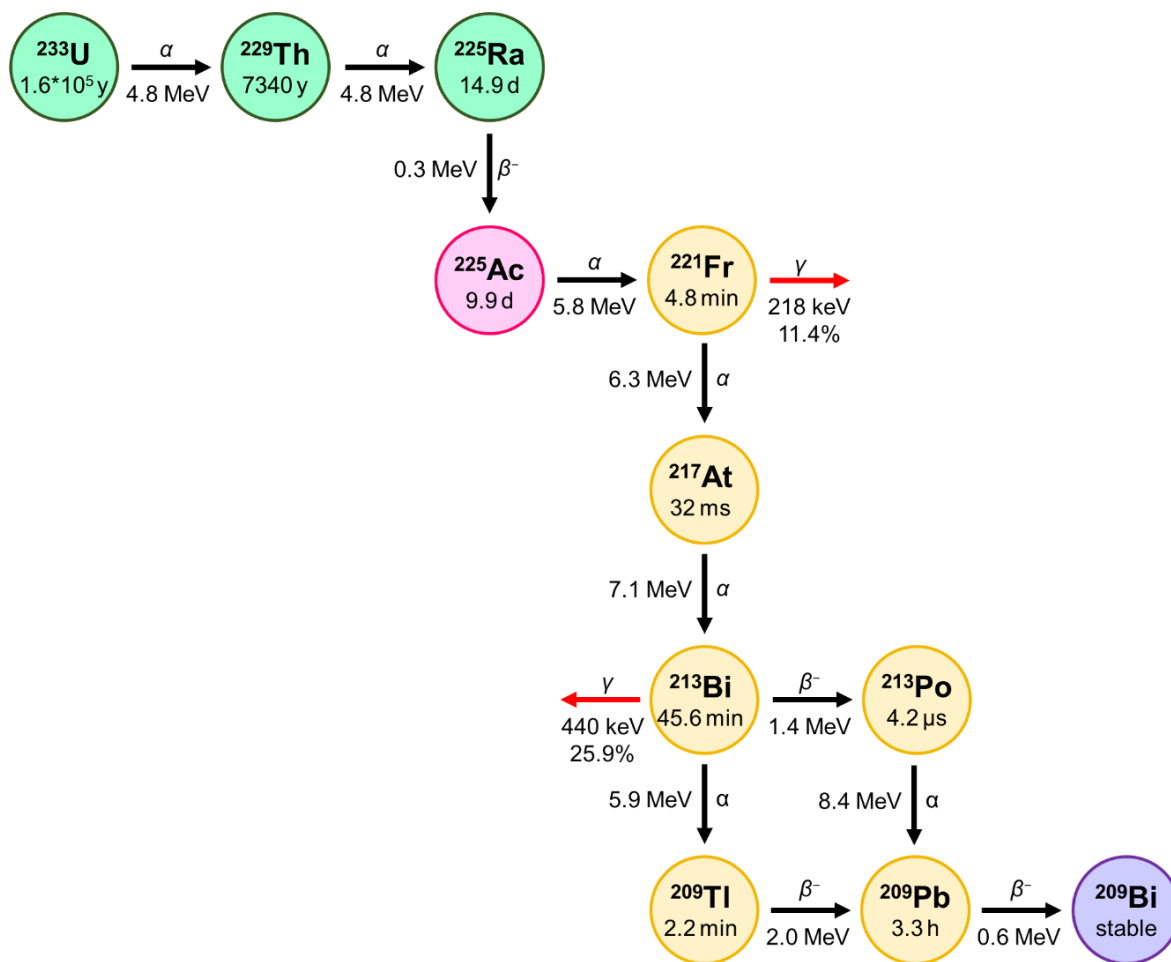 ²³³U
1.6*10⁵ y
α
4.8 MeV
²²⁹Th
7340 y
α
4.8 MeV
²²⁵Ra
14.9 d
0.3 MeV
β⁻
²²⁵Ac
9.9 d
α
5.8 MeV
²²¹Fr
4.8 min
γ
218 keV
11.4%
6.3 MeV
α
²¹⁷At
32 ms
7.1 MeV
α
γ
440 keV
25.9%
²¹³Bi
45.6 min
β⁻
1.4 MeV
²¹³Po
4.2 µs
5.9 MeV
α
8.4 MeV
α
²⁰⁹Tl
2.2 min
β⁻
2.0 MeV
²⁰⁹Pb
3.3 h
β⁻
0.6 MeV
²⁰⁹Bi
stable